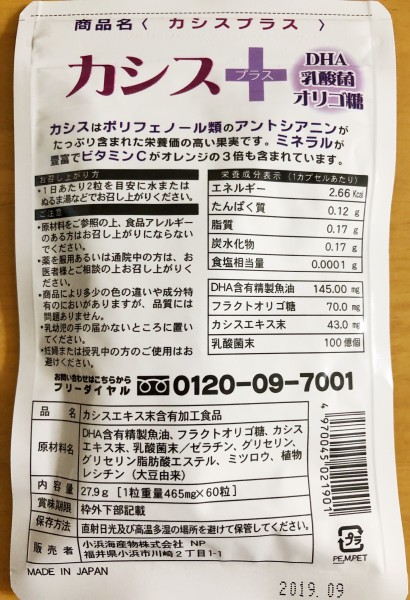 商品名〈 カシスプラス 〉
カシス＋プラス
DHA
乳酸菌
オリゴ糖
カシスはポリフェノール類のアントシアニンが
たっぷり含まれた栄養価の高い果実です。ミネラルが
豊富でビタミンCがオレンジの3倍も含まれています。
お召し上がり方
・1日あたり2粒を目安に水または
ぬるま湯などでお召し上がりください。
ご注意
・原材料をご参照の上、食品アレルギー
のある方はお召し上がりにならない
でください。
・薬を服用あるいは通院中の方は、お
医者様とご相談の上お召し上がりく
ださい。
・商品により多少の色の違いや成分特
有のにおいがありますが、品質には
問題ありません。
・乳幼児の手の届かないところに置い
てください。
・妊婦または授乳中の方のご使用はお
避けください。
栄養成分表示（1カプセルあたり）
エネルギー 2.66 Kcal
たんぱく質 0.12 g
脂質 0.17 g
炭水化物 0.17 g
食塩相当量 0.0001 g
DHA含有精製魚油 145.00 mg
フラクトオリゴ糖 70.0 mg
カシスエキス末 43.0 mg
乳酸菌末 100 億個
お問い合わせはこちらから
フリーダイヤル 0120-09-7001
品名 カシスエキス末含有加工食品
原材料名 DHA含有精製魚油、フラクトオリゴ糖、カシス
エキス末、乳酸菌末／ゼラチン、グリセリン、
グリセリン脂肪酸エステル、ミツロウ、植物
レシチン（大豆由来）
内容量 27.9g［1粒重量465mg×60粒］
賞味期限 枠外下部記載
保存方法 直射日光及び高温多湿の場所を避けて保管してください。
販売者 小浜海産物株式会社 NP
福井県小浜市川崎2丁目1-1
MADE IN JAPAN
4970045021901
プラ
PE,M,PET
2019.09